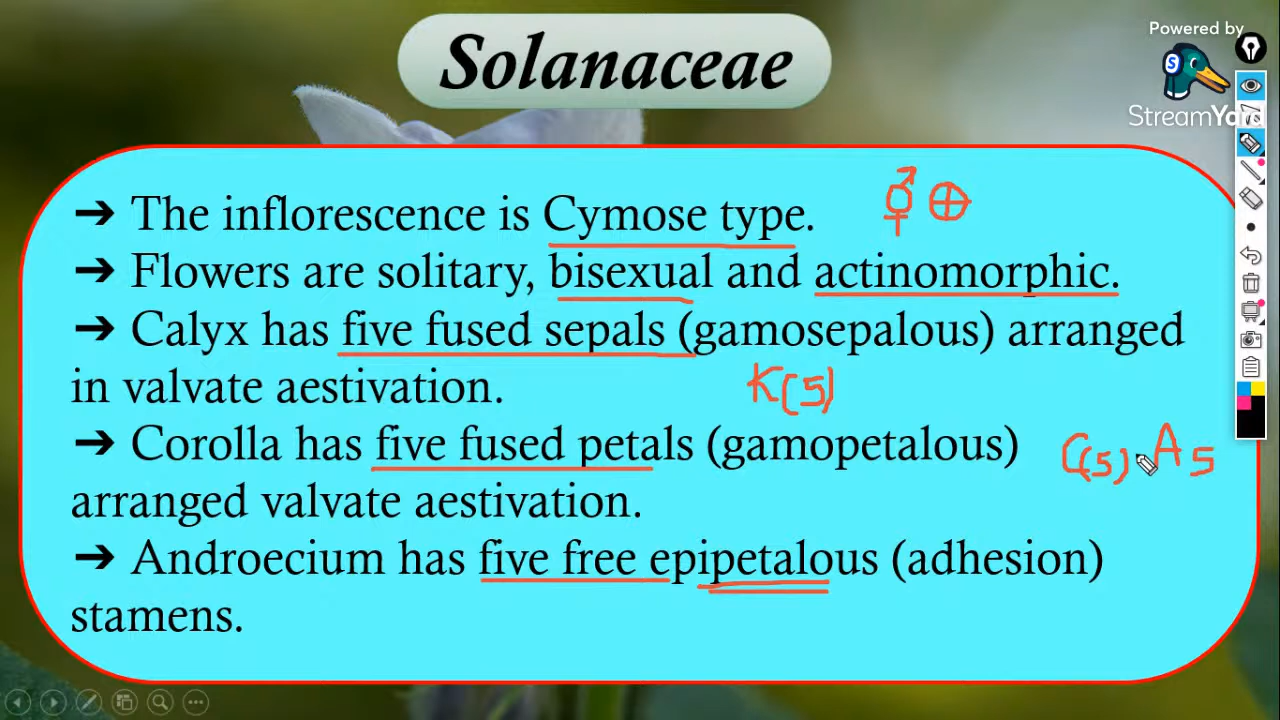 Powered by
Solanaceae
StreamYard
→ The inflorescence is Cymose type. ⚥ ⊕
→ Flowers are solitary, bisexual and actinomorphic.
→ Calyx has five fused sepals (gamosepalous) arranged
in valvate aestivation. K(5)
→ Corolla has five fused petals (gamopetalous) C(5) A5
arranged valvate aestivation.
→ Androecium has five free epipetalous (adhesion)
stamens.